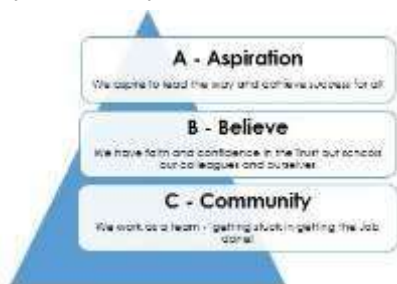 A - Aspiration
We aspire to lead the way and achieve success for all
B - Believe
We have faith and confidence in the Trust our schools
our colleagues and ourselves
C - Community
We work as a team - "getting stuck in getting the Job
done!